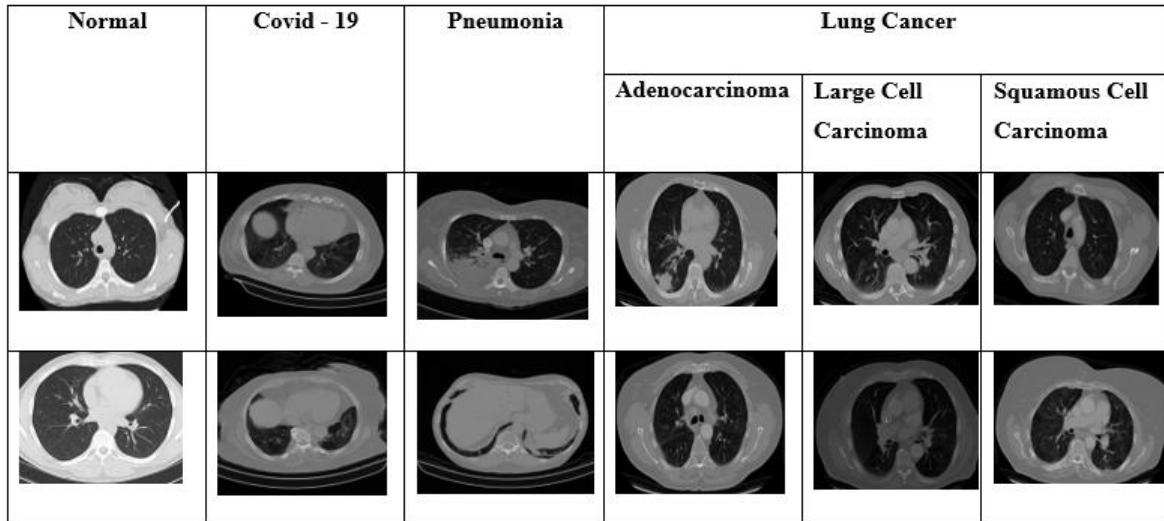 Normal
Covid - 19
Pneumonia
Lung Cancer
Adenocarcinoma
Large Cell
Carcinoma
Squamous Cell
Carcinoma